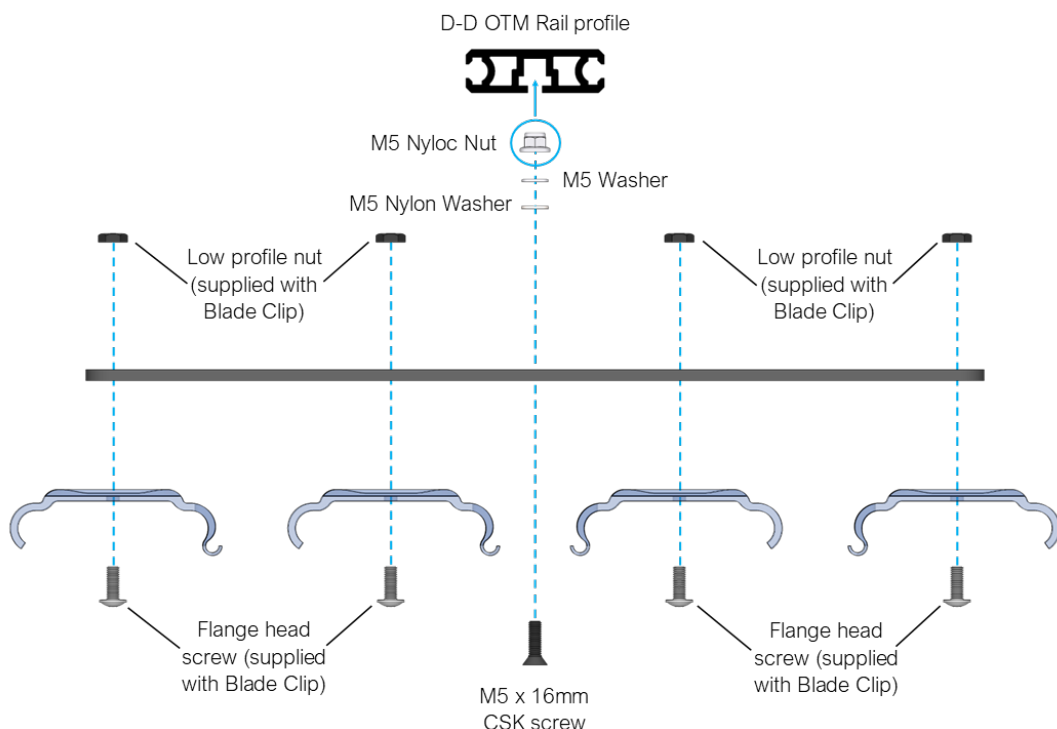 D-D OTM Rail profile
M5 Nyloc Nut
M5 Washer
M5 Nylon Washer
Low profile nut
(supplied with
Blade Clip)
Low profile nut
(supplied with
Blade Clip)
Flange head
screw (supplied
with Blade Clip)
M5 x 16mm
CSK screw
Flange head
screw (supplied
with Blade Clip)